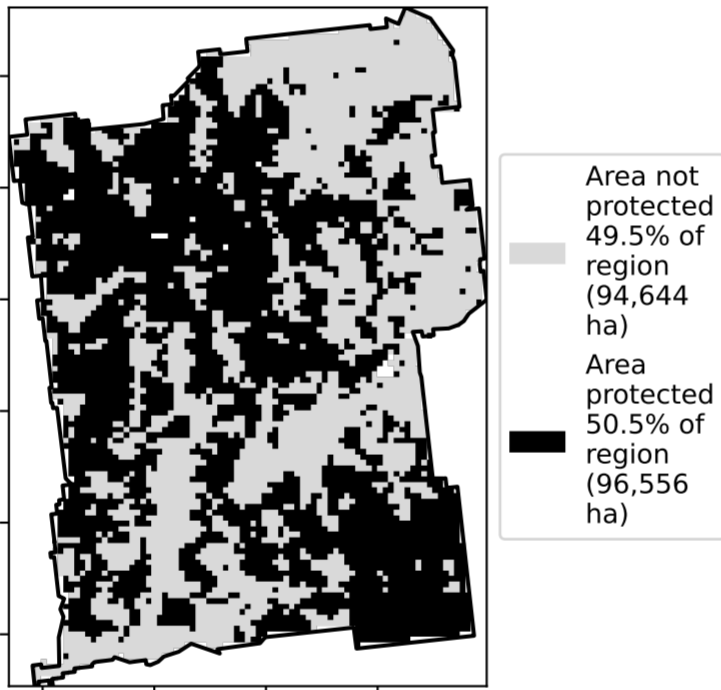 Area not
protected
49.5% of
region
(94,644
ha)
Area
protected
50.5% of
region
(96,556
ha)